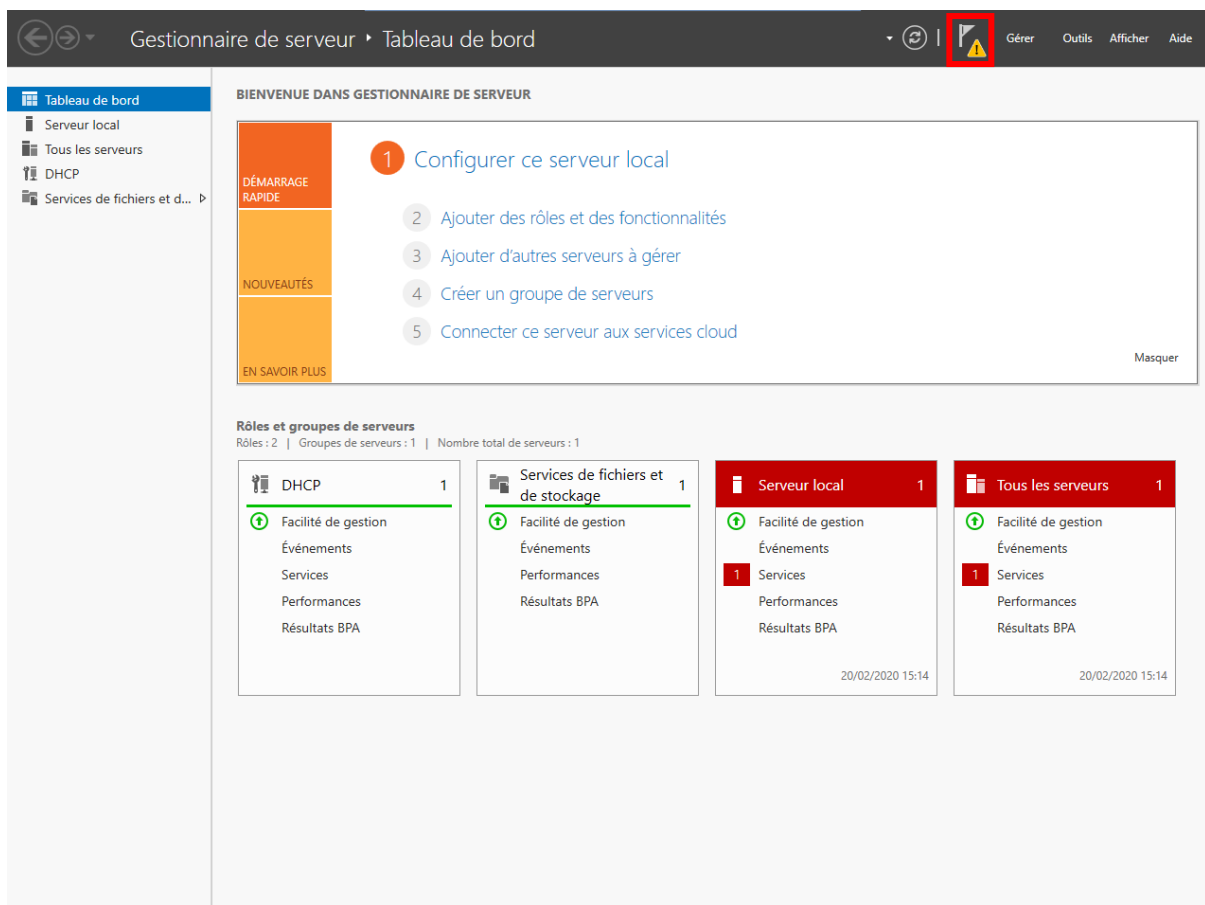 Gestionnaire de serveur ‣ Tableau de bord
Gérer Outils Afficher Aide
Tableau de bord
Serveur local
Tous les serveurs
DHCP
Services de fichiers et d...
BIENVENUE DANS GESTIONNAIRE DE SERVEUR
DÉMARRAGE
RAPIDE
NOUVEAUTÉS
EN SAVOIR PLUS
1 Configurer ce serveur local
2 Ajouter des rôles et des fonctionnalités
3 Ajouter d’autres serveurs à gérer
4 Créer un groupe de serveurs
5 Connecter ce serveur aux services cloud
Masquer
Rôles et groupes de serveurs
Rôles : 2 | Groupes de serveurs : 1 | Nombre total de serveurs : 1
DHCP 1
Facilité de gestion
Événements
Services
Performances
Résultats BPA
Services de fichiers et
de stockage 1
Facilité de gestion
Événements
Performances
Résultats BPA
Serveur local 1
Facilité de gestion
Événements
1 Services
Performances
Résultats BPA
20/02/2020 15:14
Tous les serveurs 1
Facilité de gestion
Événements
1 Services
Performances
Résultats BPA
20/02/2020 15:14